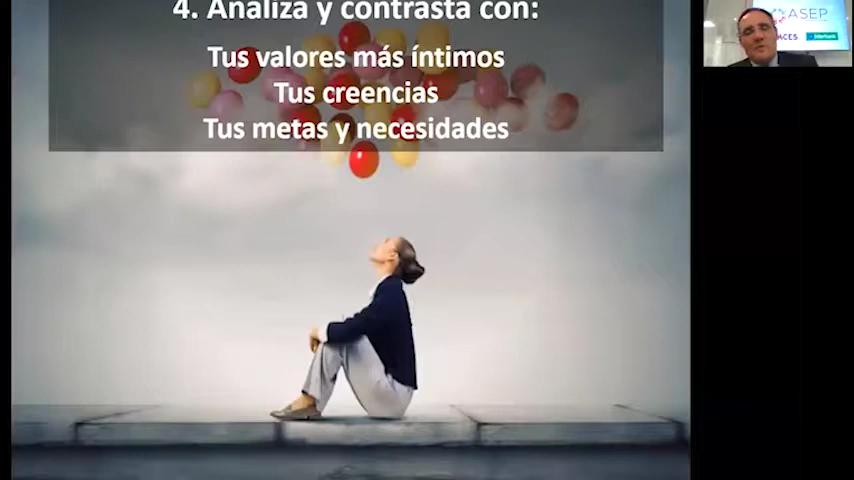 4. Analiza y contrasta con:
Tus valores más íntimos
Tus creencias
Tus metas y necesidades
ASEP